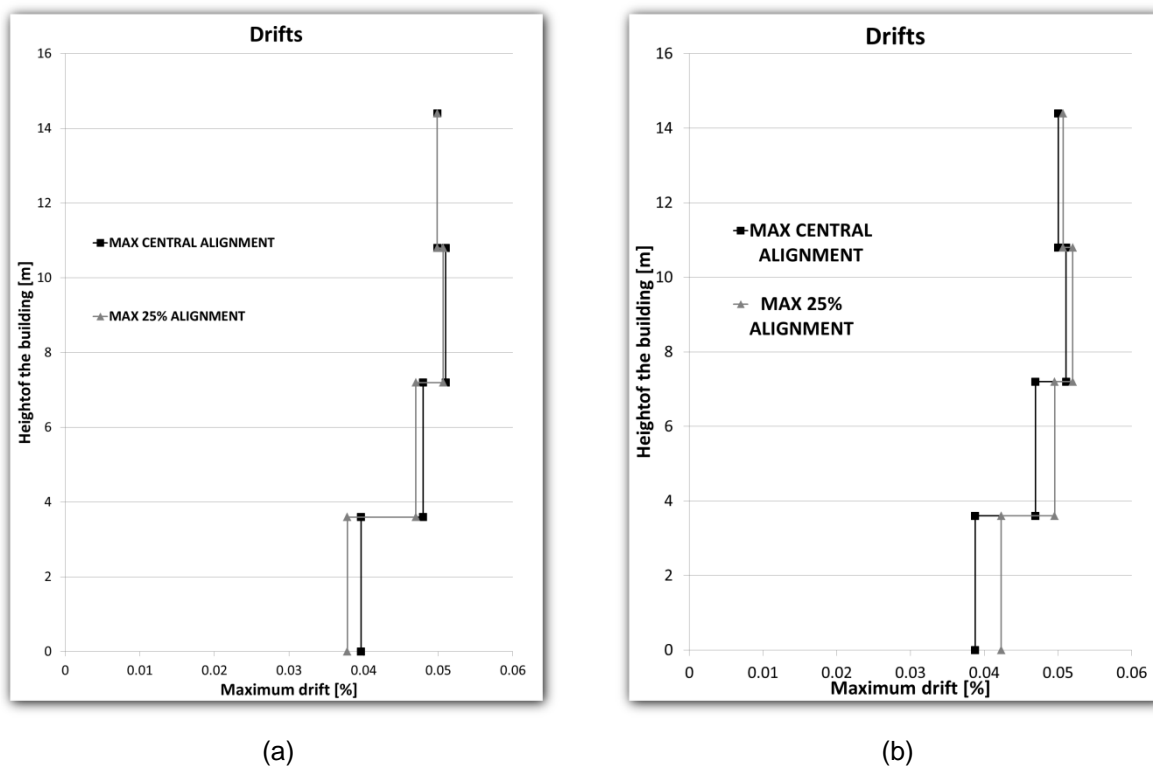 Drifts
16
14
12
10
8
6
4
2
0
Heightof the building [m]
MAX CENTRAL ALIGNMENT
MAX 25% ALIGNMENT
0 0.01 0.02 0.03 0.04 0.05 0.06
Maximum drift [%]
(a)
Drifts
16
14
12
10
8
6
4
2
0
Heightof the building [m]
MAX CENTRAL
ALIGNMENT
MAX 25%
ALIGNMENT
0 0.01 0.02 0.03 0.04 0.05 0.06
Maximum drift [%]
(b)